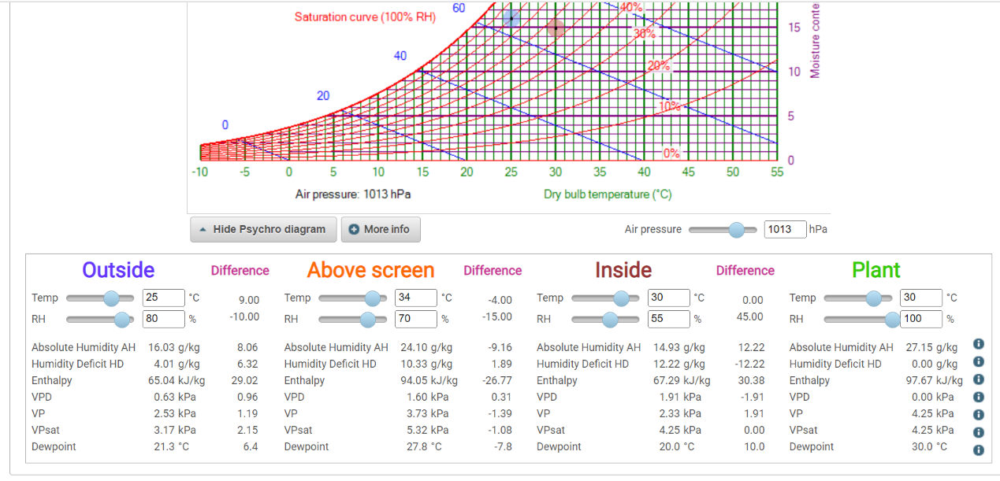 60
Saturation curve (100% RH)
40%
30%
15
Moisture conte
40
20%
10
20
10%
5
0
0%
0
-10 -5 0 5 10 15 20 25 30 35 40 45 50 55
Air pressure: 1013 hPa Dry bulb temperature (°C)
Hide Psychro diagram More info Air pressure 1013 hPa
Outside Difference Above screen Difference Inside Difference Plant
Temp 25 °C 9.00 Temp 34 °C -4.00 Temp 30 °C 0.00 Temp 30 °C
RH 80 % -10.00 RH 70 % -15.00 RH 55 % 45.00 RH 100 %
Absolute Humidity AH 16.03 g/kg 8.06 Absolute Humidity AH 24.10 g/kg -9.16 Absolute Humidity AH 14.93 g/kg 12.22 Absolute Humidity AH 27.15 g/kg
Humidity Deficit HD 4.01 g/kg 6.32 Humidity Deficit HD 10.33 g/kg 1.89 Humidity Deficit HD 12.22 g/kg -12.22 Humidity Deficit HD 0.00 g/kg
Enthalpy 65.04 kJ/kg 29.02 Enthalpy 94.05 kJ/kg -26.77 Enthalpy 67.29 kJ/kg 30.38 Enthalpy 97.67 kJ/kg
VPD 0.63 kPa 0.96 VPD 1.60 kPa 0.31 VPD 1.91 kPa -1.91 VPD 0.00 kPa
VP 2.53 kPa 1.19 VP 3.73 kPa -1.39 VP 2.33 kPa 1.91 VP 4.25 kPa
VPsat 3.17 kPa 2.15 VPsat 5.32 kPa -1.08 VPsat 4.25 kPa 0.00 VPsat 4.25 kPa
Dewpoint 21.3 °C 6.4 Dewpoint 27.8 °C -7.8 Dewpoint 20.0 °C 10.0 Dewpoint 30.0 °C